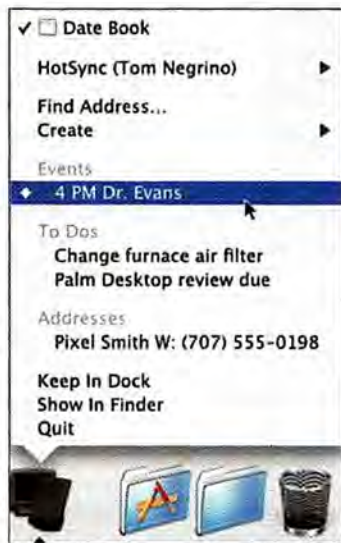 Date Book
HotSync (Tom Negrino)
Find Address...
Create
Events
4 PM Dr. Evans
To Dos
Change furnace air filter
Palm Desktop review due
Addresses
Pixel Smith W: (707) 555-0198
Keep In Dock
Show In Finder
Quit